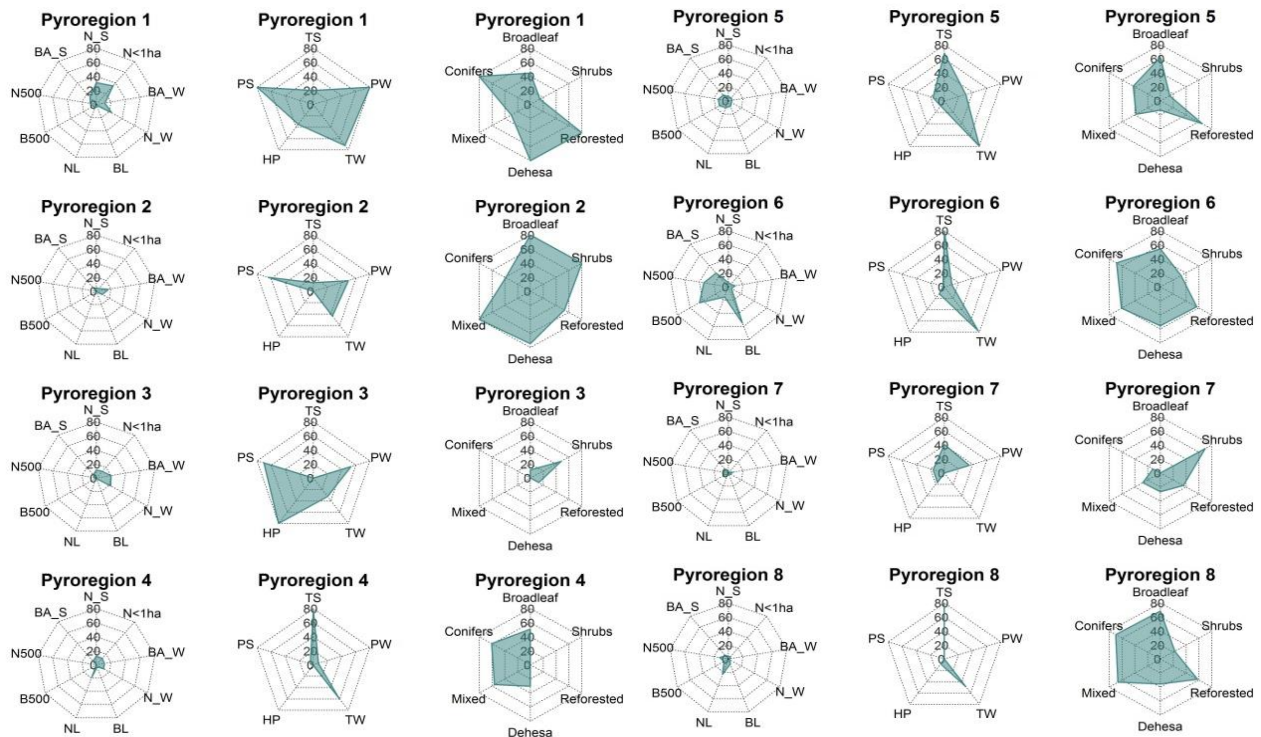 Pyroregion 1
N_S
80
60
40
20
0
BA_S
N<1ha
N500
BA_W
B500
N_W
NL
BL
Pyroregion 1
TS
80
60
40
20
0
PS
PW
HP
TW
Pyroregion 1
Broadleaf
80
60
40
20
0
Conifers
Shrubs
Mixed
Reforested
Dehesa
Pyroregion 5
N_S
80
60
40
20
0
BA_S
N<1ha
N500
BA_W
B500
N_W
NL
BL
Pyroregion 5
TS
80
60
40
20
0
PS
PW
HP
TW
Pyroregion 5
Broadleaf
80
60
40
20
0
Conifers
Shrubs
Mixed
Reforested
Dehesa
Pyroregion 2
N_S
80
60
40
20
0
BA_S
N<1ha
N500
BA_W
B500
N_W
NL
BL
Pyroregion 2
TS
80
60
40
20
0
PS
PW
HP
TW
Pyroregion 2
Broadleaf
80
60
40
20
0
Conifers
Shrubs
Mixed
Reforested
Dehesa
Pyroregion 6
N_S
80
60
40
20
0
BA_S
N<1ha
N500
BA_W
B500
N_W
NL
BL
Pyroregion 6
TS
80
60
40
20
0
PS
PW
HP
TW
Pyroregion 6
Broadleaf
80
60
40
20
0
Conifers
Shrubs
Mixed
Reforested
Dehesa
Pyroregion 3
N_S
80
60
40
20
0
BA_S
N<1ha
N500
BA_W
B500
N_W
NL
BL
Pyroregion 3
TS
80
60
40
20
0
PS
PW
HP
TW
Pyroregion 3
Broadleaf
80
60
40
20
0
Conifers
Shrubs
Mixed
Reforested
Dehesa
Pyroregion 7
N_S
80
60
40
20
0
BA_S
N<1ha
N500
BA_W
B500
N_W
NL
BL
Pyroregion 7
TS
80
60
40
20
0
PS
PW
HP
TW
Pyroregion 7
Broadleaf
80
60
40
20
0
Conifers
Shrubs
Mixed
Reforested
Dehesa
Pyroregion 4
N_S
80
60
40
20
0
BA_S
N<1ha
N500
BA_W
B500
N_W
NL
BL
Pyroregion 4
TS
80
60
40
20
0
PS
PW
HP
TW
Pyroregion 4
Broadleaf
80
60
40
20
0
Conifers
Shrubs
Mixed
Reforested
Dehesa
Pyroregion 8
N_S
80
60
40
20
0
BA_S
N<1ha
N500
BA_W
B500
N_W
NL
BL
Pyroregion 8
TS
80
60
40
20
0
PS
PW
HP
TW
Pyroregion 8
Broadleaf
80
60
40
20
0
Conifers
Shrubs
Mixed
Reforested
Dehesa